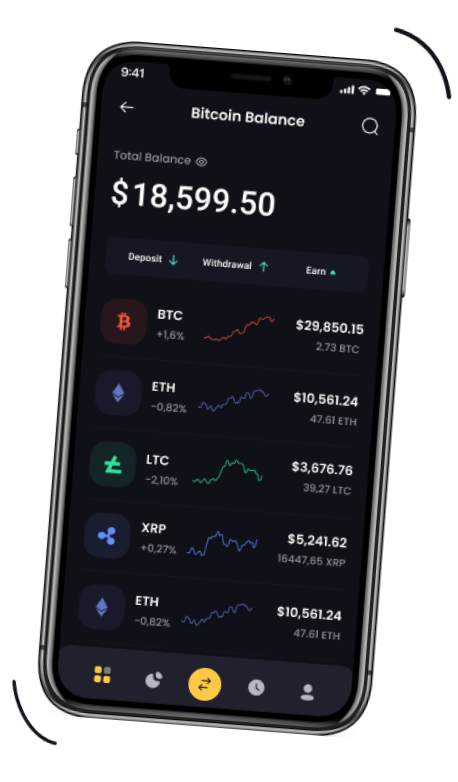 9:41
Bitcoin Balance
Total Balance
$18,599.50
Deposit Withdrawal Earn
BTC
+1,6%
$29,850.15
2.73 BTC
ETH
-0,82%
$10,561.24
47.61 ETH
LTC
-2,10%
$3,676.76
39,27 LTC
XRP
+0,27%
$5,241.62
16447,65 XRP
ETH
-0,82%
$10,561.24
47.61 ETH